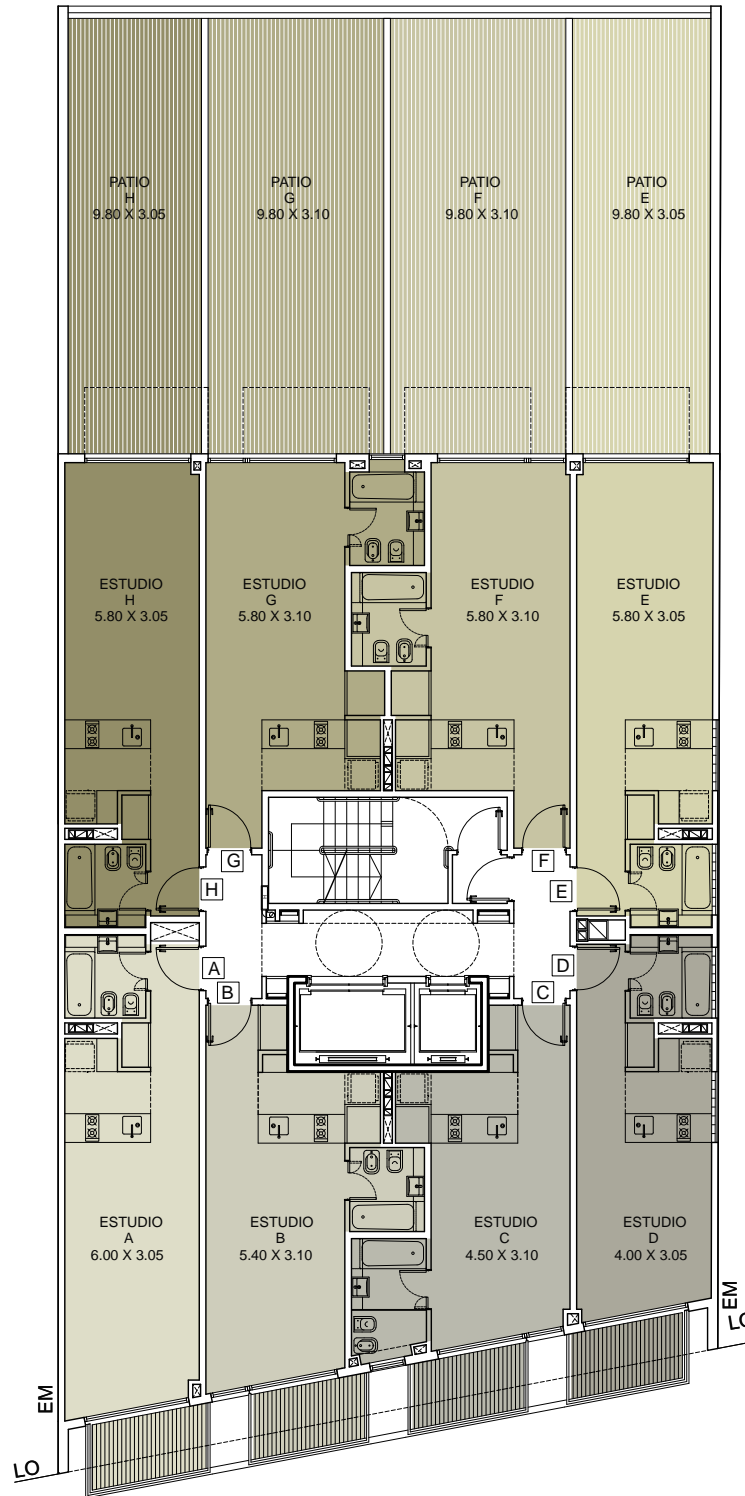 PATIO
H
9.80 X 3.05
PATIO
G
9.80 X 3.10
PATIO
F
9.80 X 3.10
PATIO
E
9.80 X 3.05
ESTUDIO
H
5.80 X 3.05
ESTUDIO
G
5.80 X 3.10
ESTUDIO
F
5.80 X 3.10
ESTUDIO
E
5.80 X 3.05
G
F
H
E
A
D
B
C
ESTUDIO
A
6.00 X 3.05
ESTUDIO
B
5.40 X 3.10
ESTUDIO
C
4.50 X 3.10
ESTUDIO
D
4.00 X 3.05
EM
LO
EM
LO